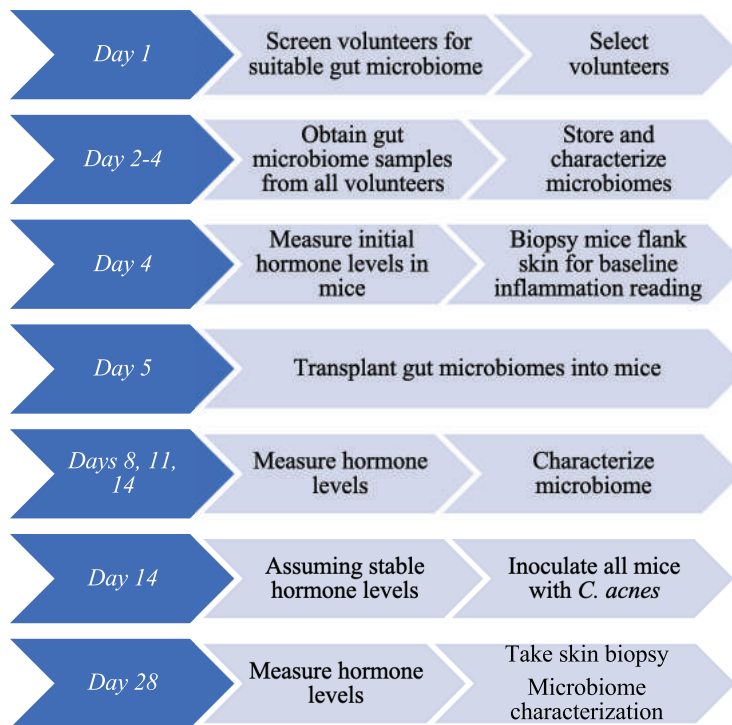 Day 1
Screen volunteers for
suitable gut microbiome
Select
volunteers
Day 2-4
Obtain gut
microbiome samples
from all volunteers
Store and
characterize
microbiomes
Day 4
Measure initial
hormone levels in
mice
Biopsy mice flank
skin for baseline
inflammation reading
Day 5
Transplant gut microbiomes into mice
Days 8, 11,
14
Measure hormone
levels
Characterize
microbiome
Day 14
Assuming stable
hormone levels
Inoculate all mice
with C. acnes
Day 28
Measure hormone
levels
Take skin biopsy
Microbiome
characterization